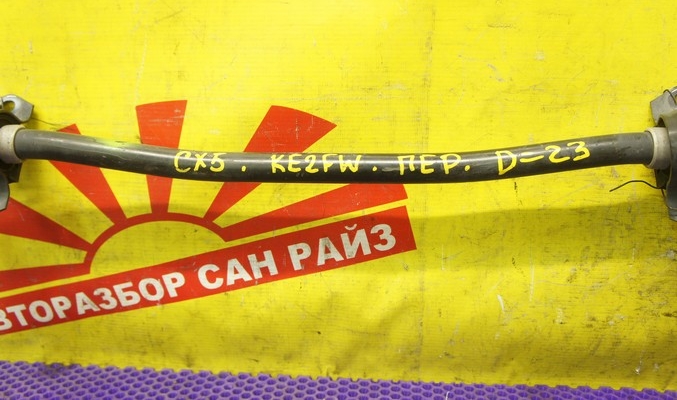 CX5. KE2FW. ПЕР. D=23
ВТОРАЗБОР САН РАЙЗ